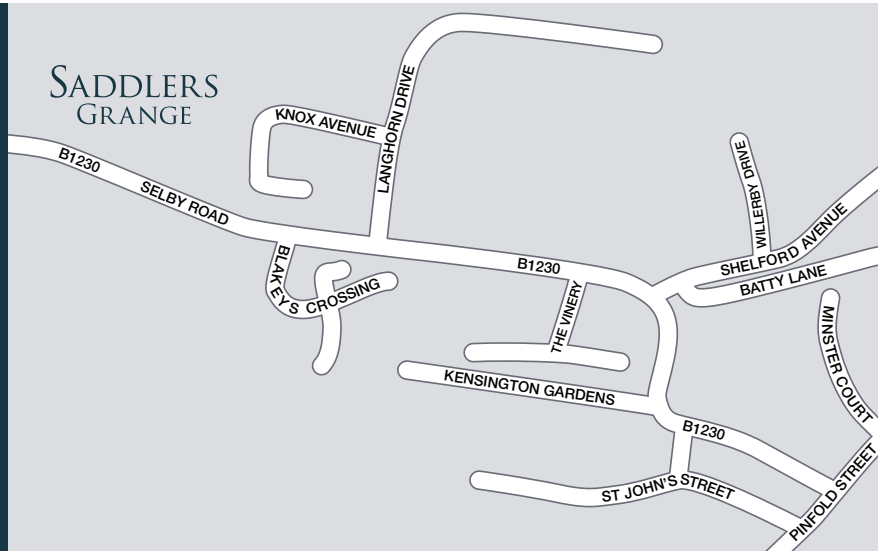 SADDLERS
GRANGE
KNOX AVENUE
LANGHORN DRIVE
B1230
SELBY ROAD
BLAKEYS CROSSING
B1230
THE VINERY
WILLERBY DRIVE
SHELFORD AVENUE
BATTY LANE
MINSTER COURT
KENSINGTON GARDENS
B1230
ST JOHN'S STREET
PINFOLD STREET